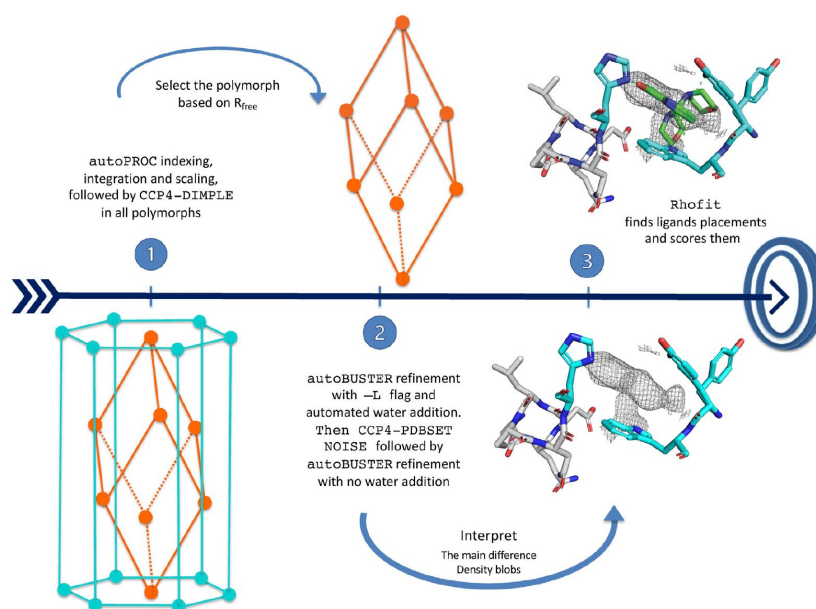 Select the polymorph
based on Rfree
autoPROC indexing,
integration and scaling,
followed by CCP4-DIMPLE
in all polymorphs
1
2
autoBUSTER refinement
with –L flag and
automated water addition.
Then CCP4-PDBSET
NOISE followed by
autoBUSTER refinement
with no water addition
Interpret
The main difference
Density blobs
Rhofit
finds ligands placements
and scores them
3